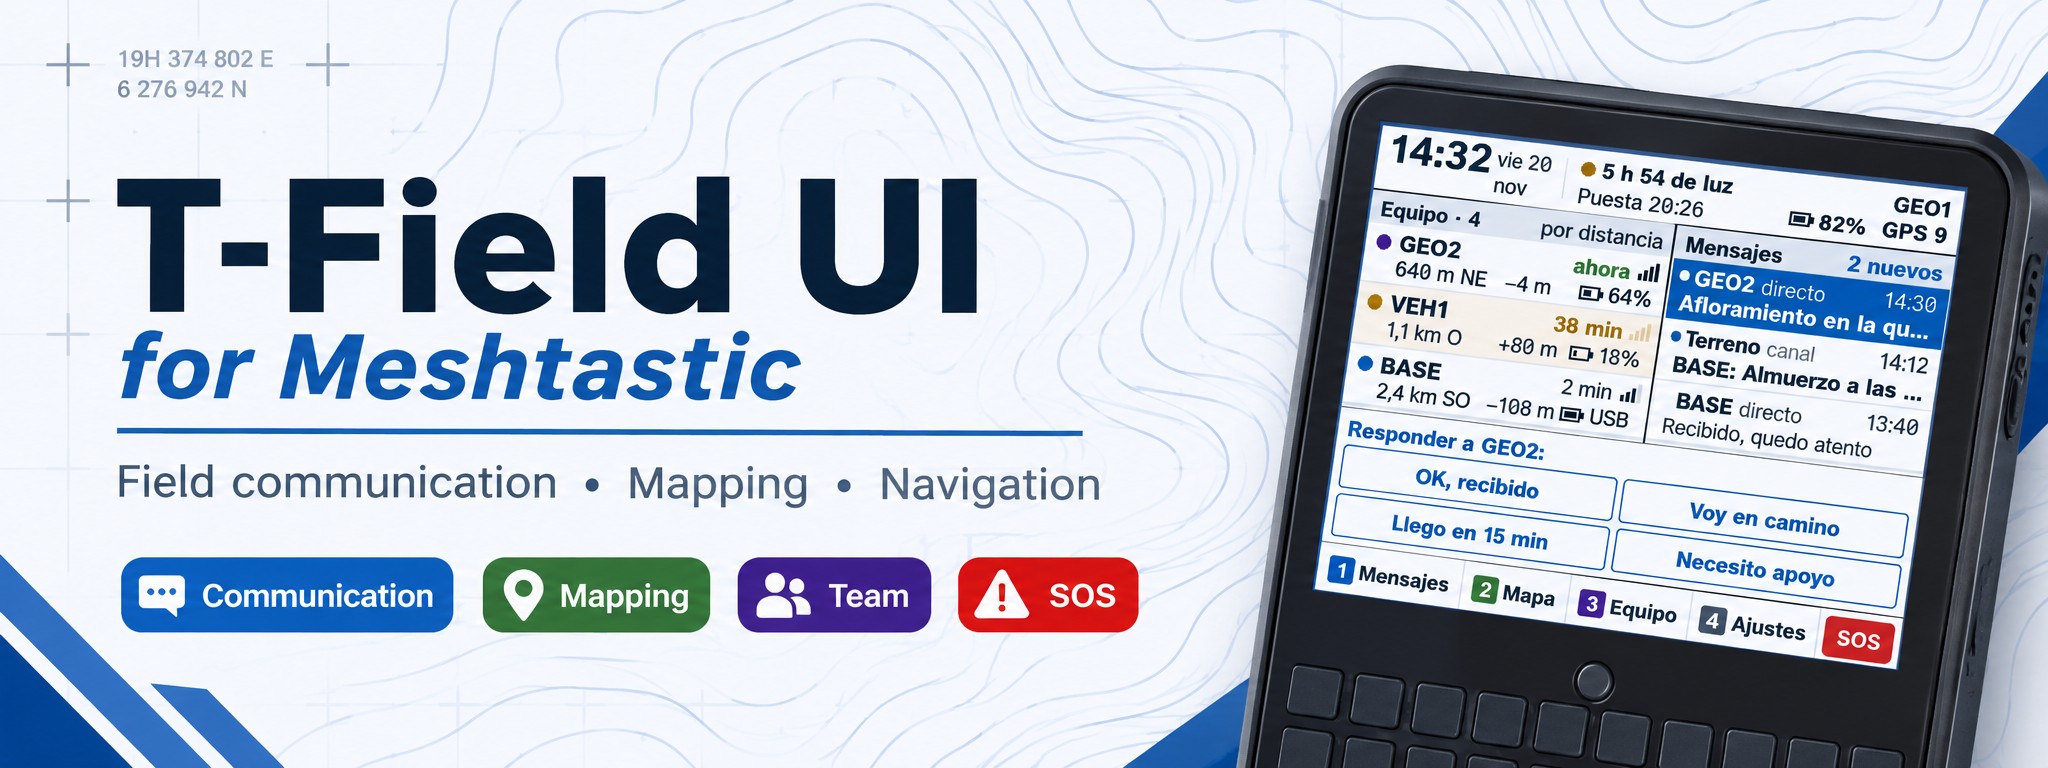 19H 374 802 E
6 276 942 N
T-Field UI
for Meshtastic
Field communication • Mapping • Navigation
Communication
Mapping
Team
SOS
14:32 vie 20 nov
5 h 54 de luz
Puesta 20:26
GEO1
82% GPS 9
Equipo · 4 por distancia
GEO2 ahora
640 m NE −4 m 64%
VEH1 38 min
1,1 km O +80 m 18%
BASE 2 min
2,4 km SO −108 m USB
Mensajes 2 nuevos
GEO2 directo 14:30
Afloramiento en la qu...
Terreno canal 14:12
BASE: Almuerzo a las ...
BASE directo 13:40
Recibido, quedo atento
Responder a GEO2:
OK, recibido
Voy en camino
Llego en 15 min
Necesito apoyo
1 Mensajes
2 Mapa
3 Equipo
4 Ajustes
SOS